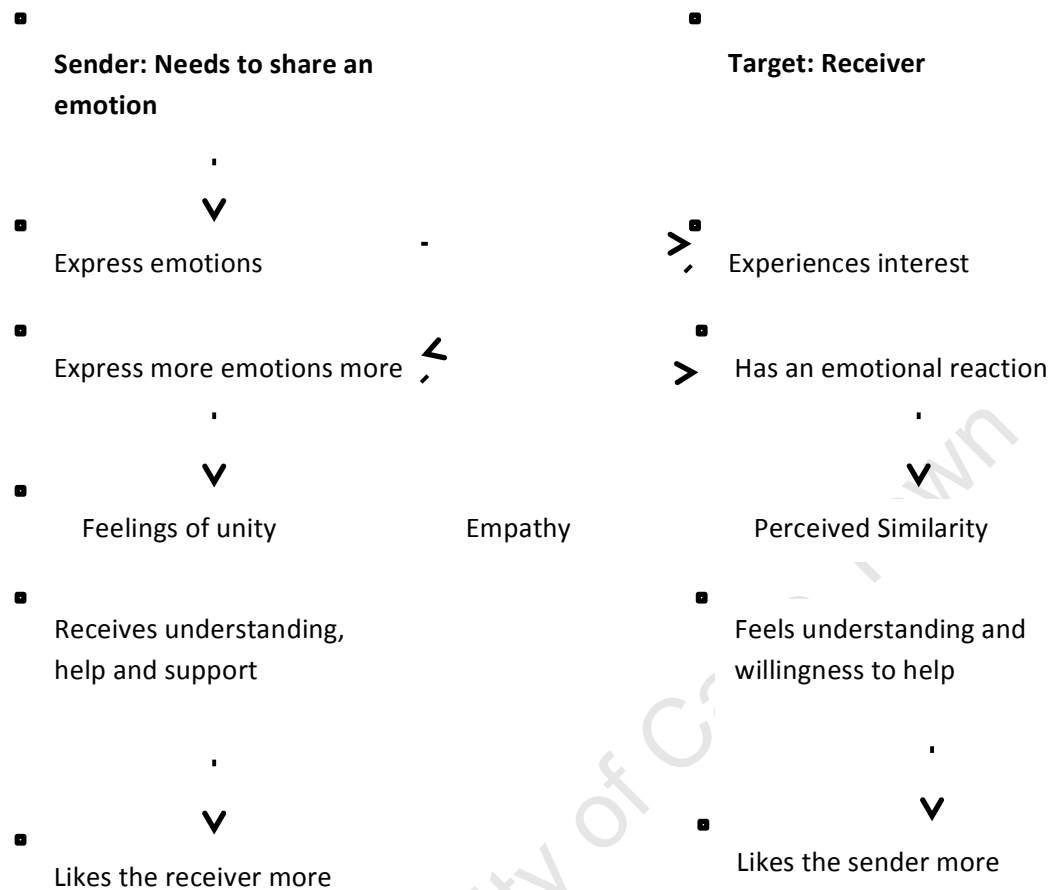 Sender: Needs to share an
emotion
Target: Receiver
Express emotions
Experiences interest
Express more emotions more
Has an emotional reaction
Feelings of unity
Empathy
Perceived Similarity
Receives understanding,
help and support
Feels understanding and
willingness to help
Likes the receiver more
Likes the sender more